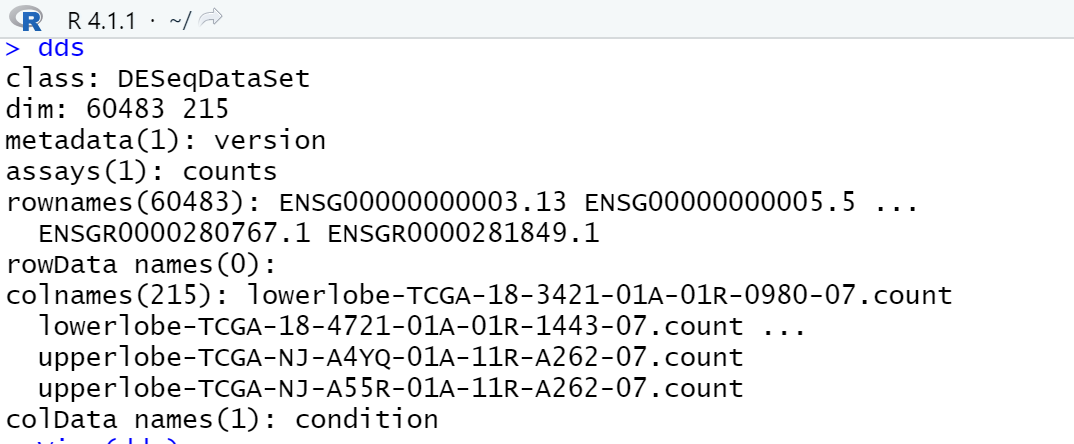 R R 4.1.1 · ~/
> dds
class: DESeqDataSet
dim: 60483 215
metadata(1): version
assays(1): counts
rownames(60483): ENSG00000000003.13 ENSG00000000005.5 ...
ENSGR0000280767.1 ENSGR0000281849.1
rowData names(0):
colnames(215): lowerlobe-TCGA-18-3421-01A-01R-0980-07.count
lowerlobe-TCGA-18-4721-01A-01R-1443-07.count ...
upperlobe-TCGA-NJ-A4YQ-01A-11R-A262-07.count
upperlobe-TCGA-NJ-A55R-01A-11R-A262-07.count
colData names(1): condition